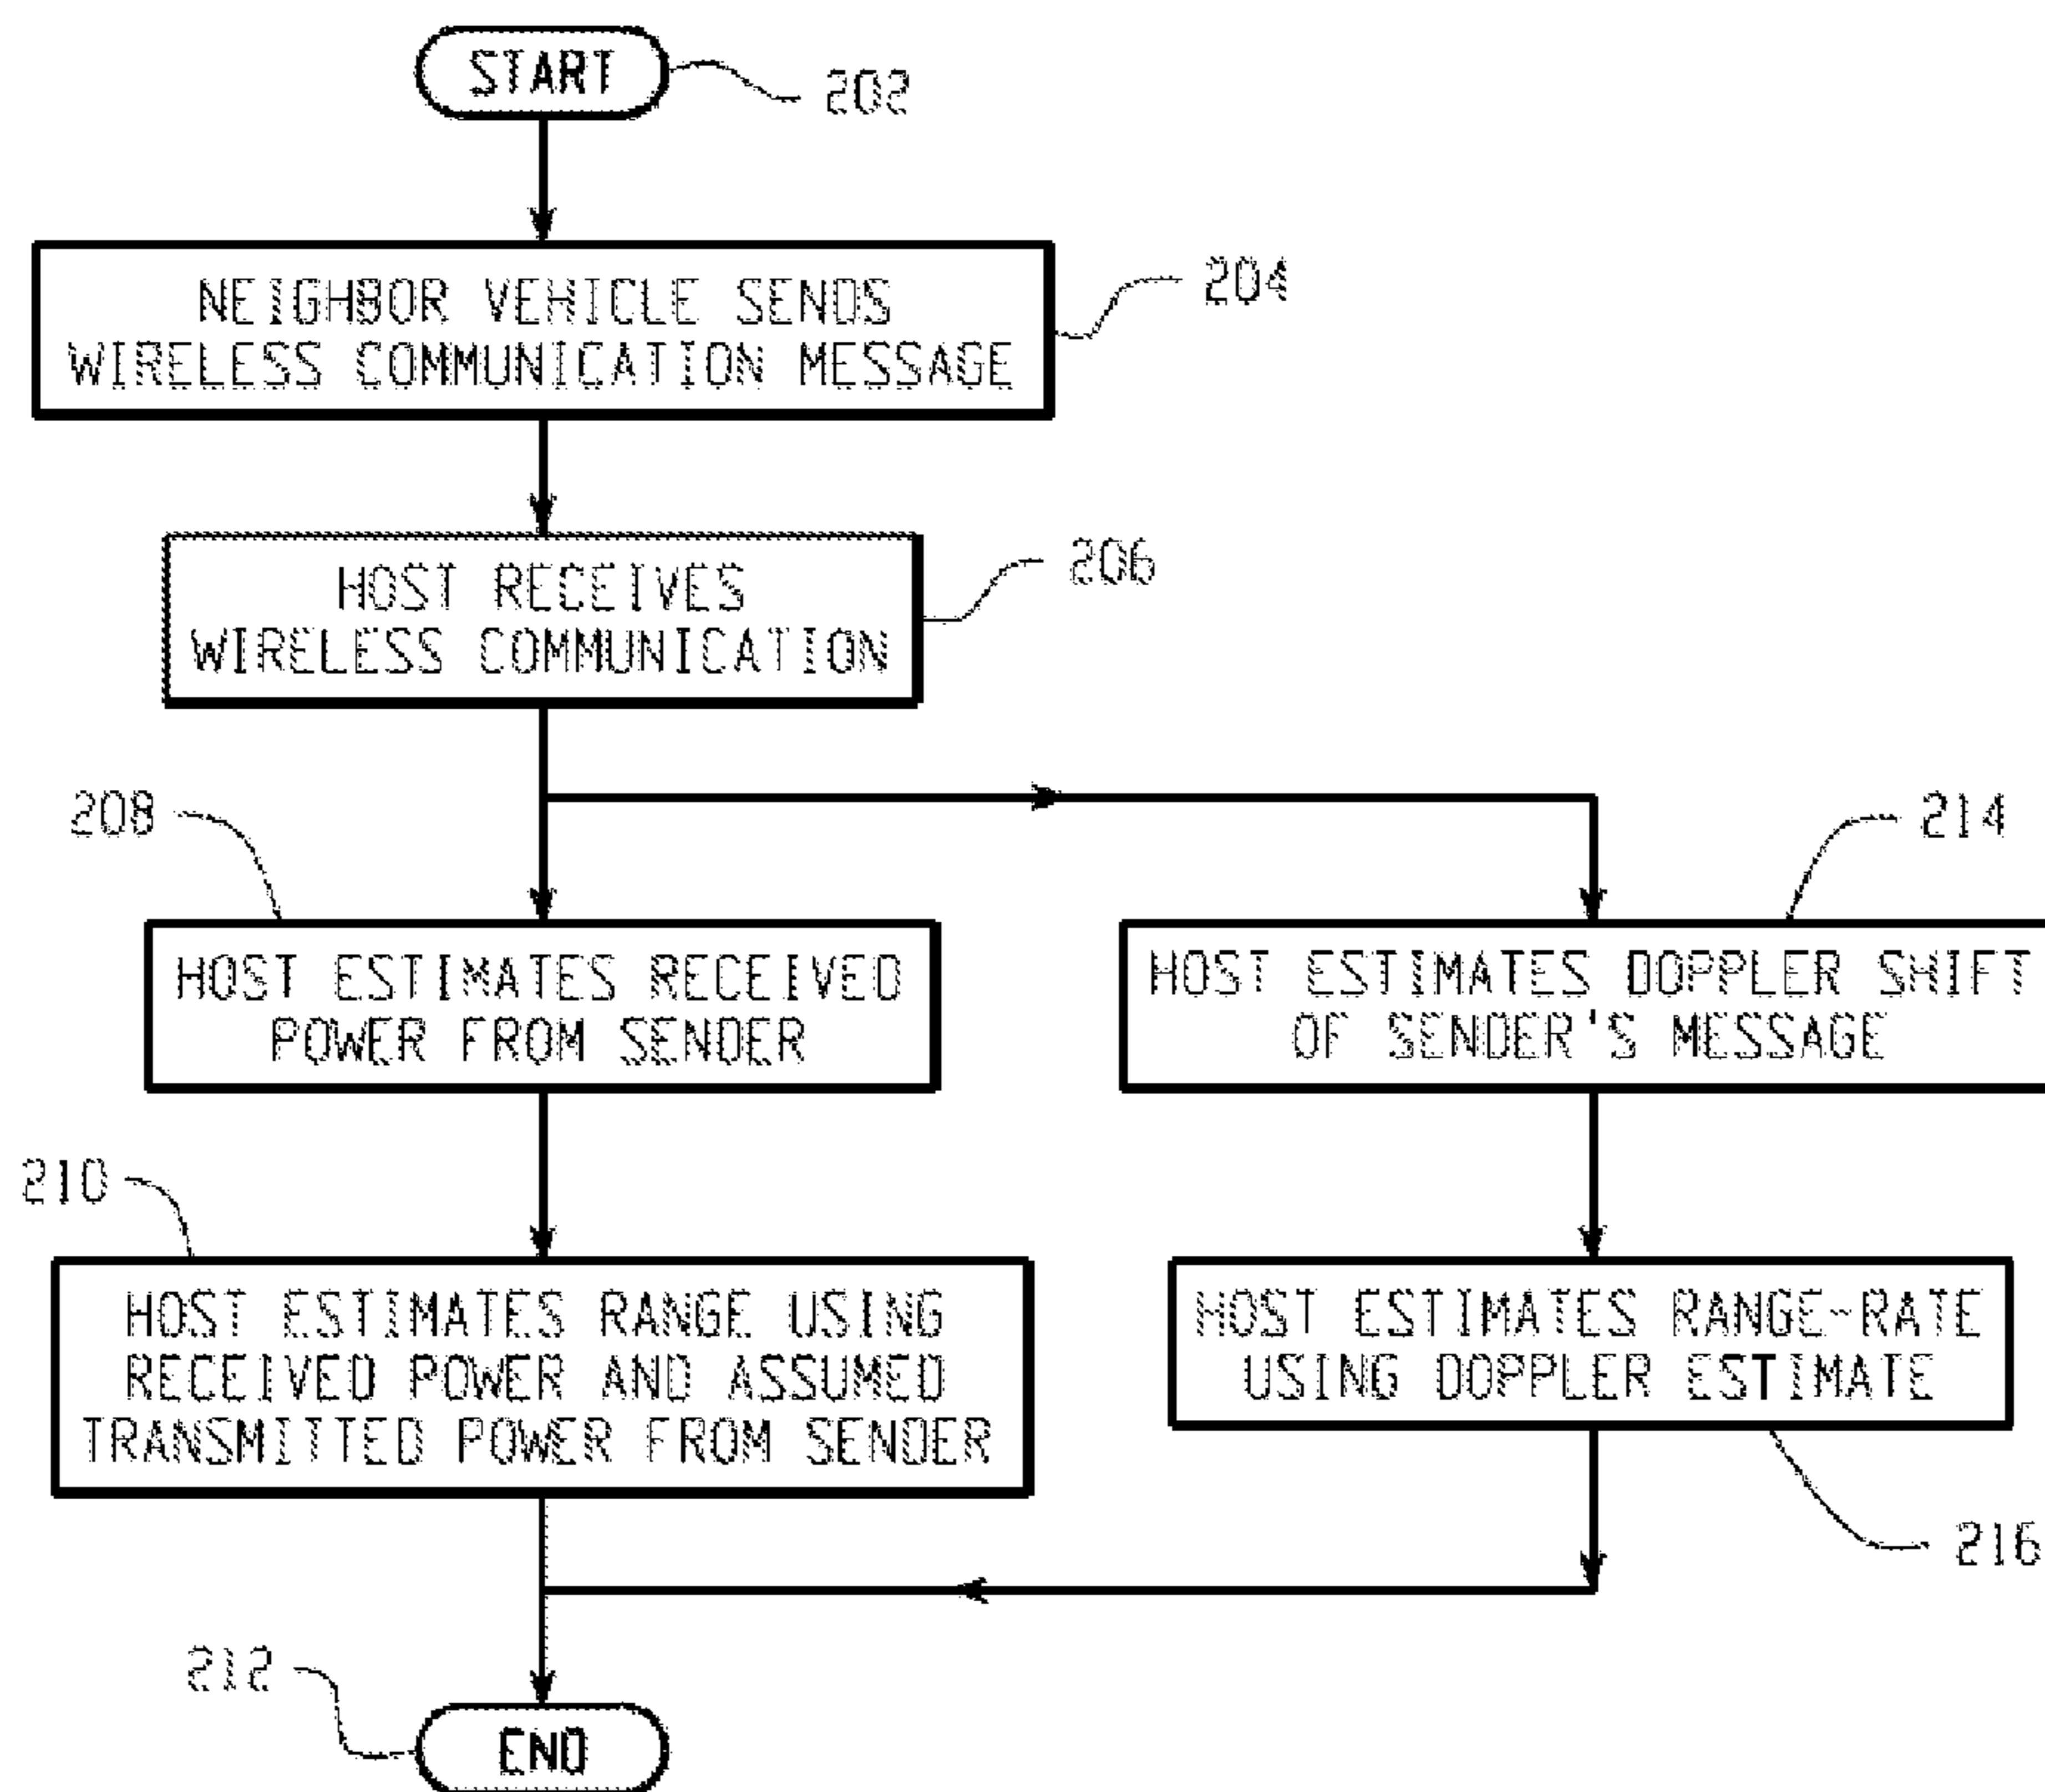 START
202
NEIGHBOR VEHICLE SENDS
WIRELESS COMMUNICATION MESSAGE
204
HOST RECEIVES
WIRELESS COMMUNICATION
206
208
HOST ESTIMATES RECEIVED
POWER FROM SENDER
214
HOST ESTIMATES DOPPLER SHIFT
OF SENDER'S MESSAGE
210
HOST ESTIMATES RANGE USING
RECEIVED POWER AND ASSUMED
TRANSMITTED POWER FROM SENDER
HOST ESTIMATES RANGE-RATE
USING DOPPLER ESTIMATE
216
212
END